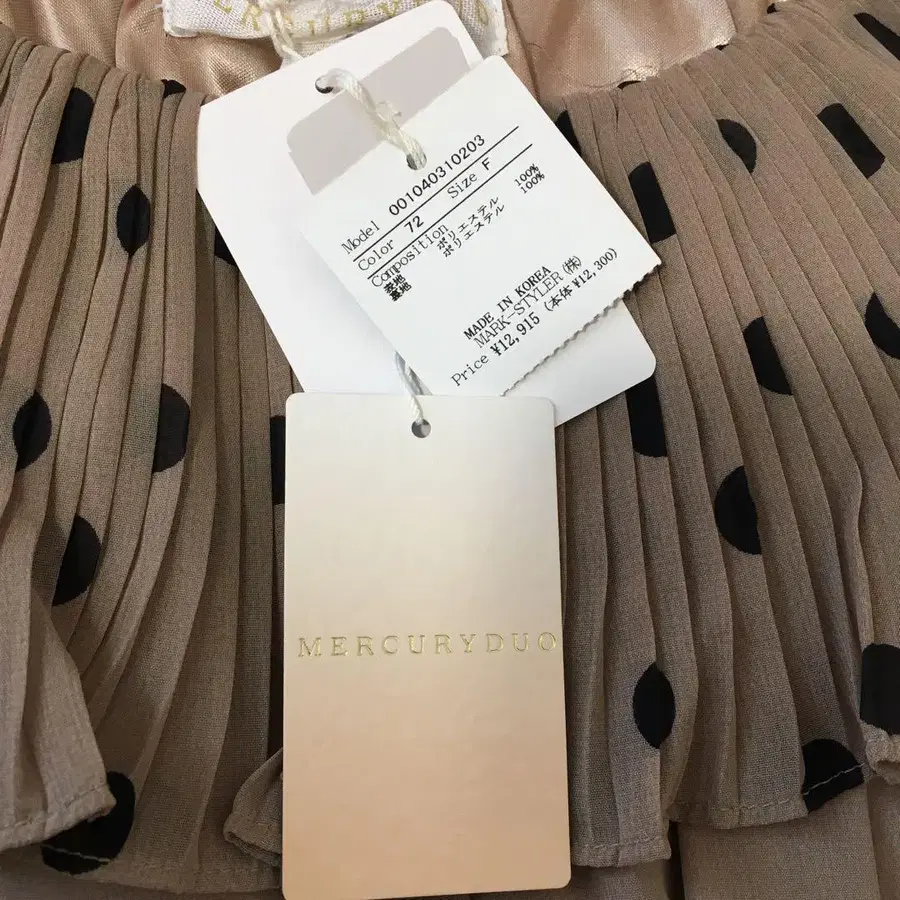 MERCURYDUO
Model 001040310203
Color 72 Size F
Composition
表地 ポリエステル 100%
裏地 ポリエステル 100%
MADE IN KOREA
MARK-STYLER(株)
Price ¥12,915 (本体 ¥12,300)
MERCURYDUO